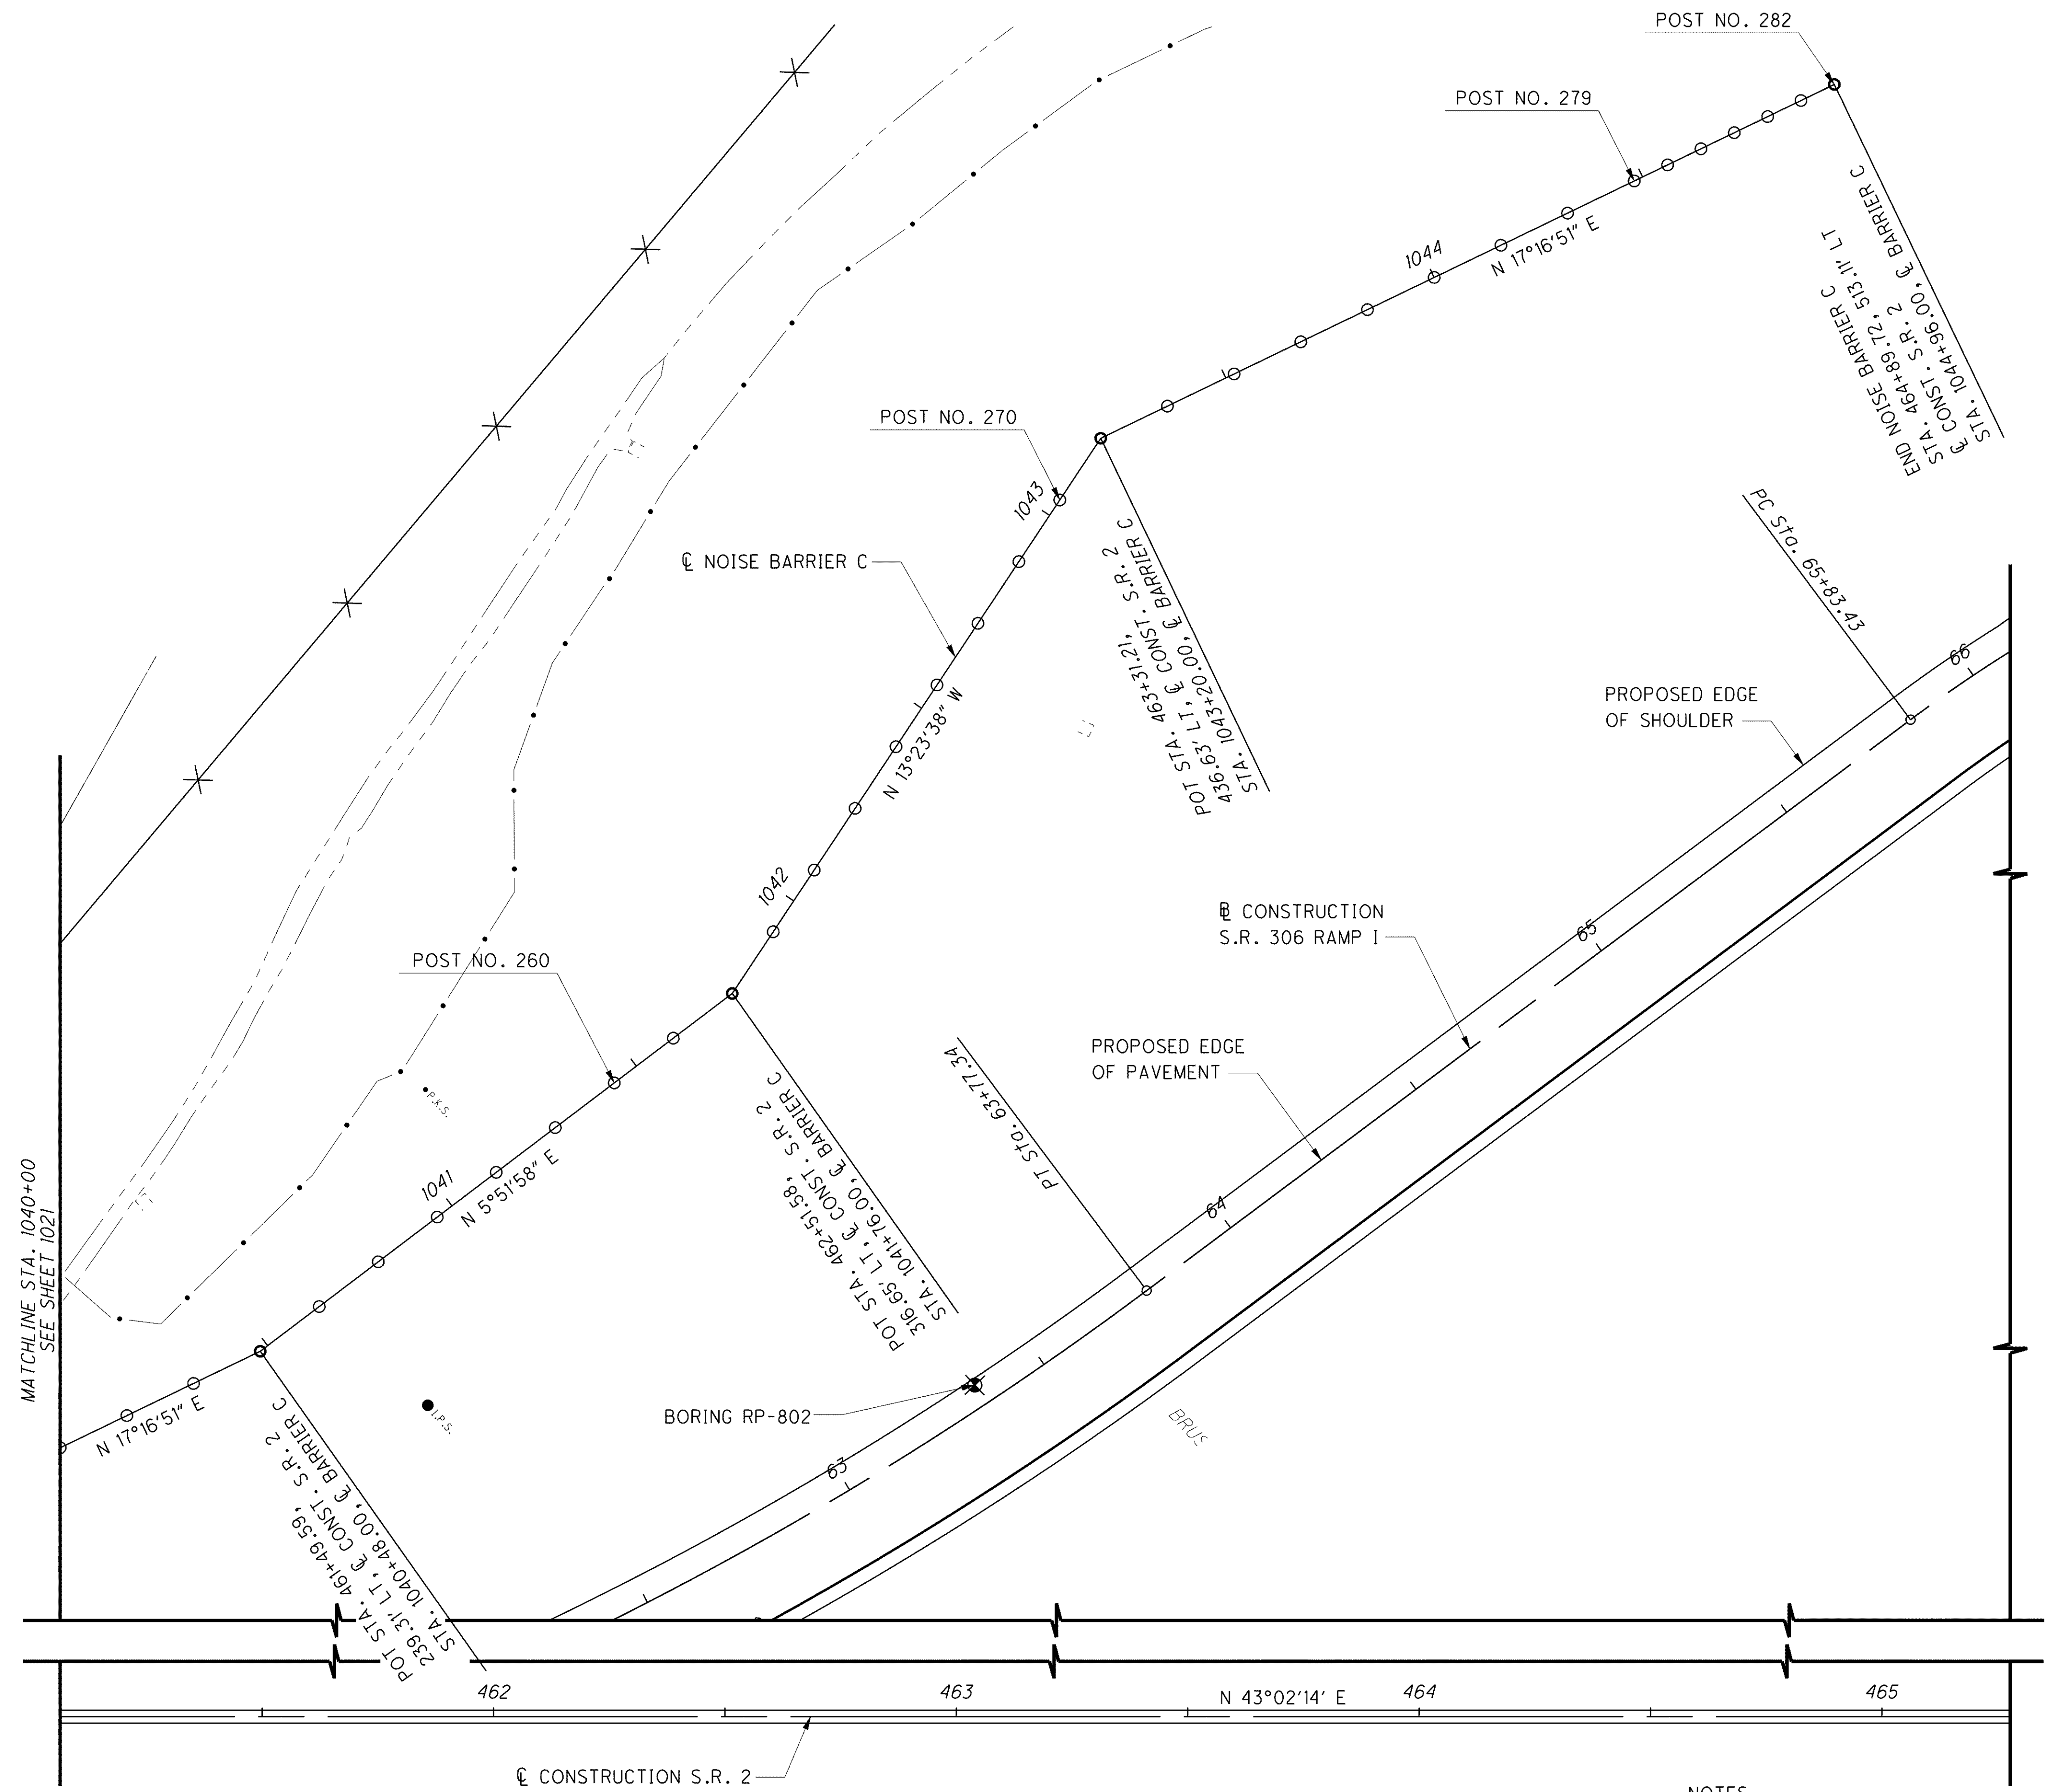 POST NO. 282
POST NO. 279
1044
N 17°16'51" E
END NOISE BARRIER C
STA. 464+89.72, 513.11' LT
℄ CONST. S.R. 2
STA. 1044+96.00, ℄ BARRIER C
POST NO. 270
1043
℄ NOISE BARRIER C
N 13°23'38" W
POT STA. 463+31.21,
436.63' LT, ℄ CONST. S.R. 2
STA. 1043+20.00, ℄ BARRIER C
PC Sta. 65+83.43
66
PROPOSED EDGE
OF SHOULDER
1042
65
℄ CONSTRUCTION
S.R. 306 RAMP I
POST NO. 260
PROPOSED EDGE
OF PAVEMENT
PT Sta. 63+77.34
POT STA. 462+51.58,
316.65' LT, ℄ CONST. S.R. 2
STA. 1041+76.00, ℄ BARRIER C
P.K.S.
1041
N 5°51'58" E
64
MATCHLINE STA. 1040+00
SEE SHEET 1021
N 17°16'51" E
I.P.S.
BORING RP-802
BRUS
63
POT STA. 461+49.59,
239.31' LT, ℄ CONST. S.R. 2
STA. 1040+48.00, ℄ BARRIER C
462
463
N 43°02'14' E
464
465
℄ CONSTRUCTION S.R. 2
NOTES